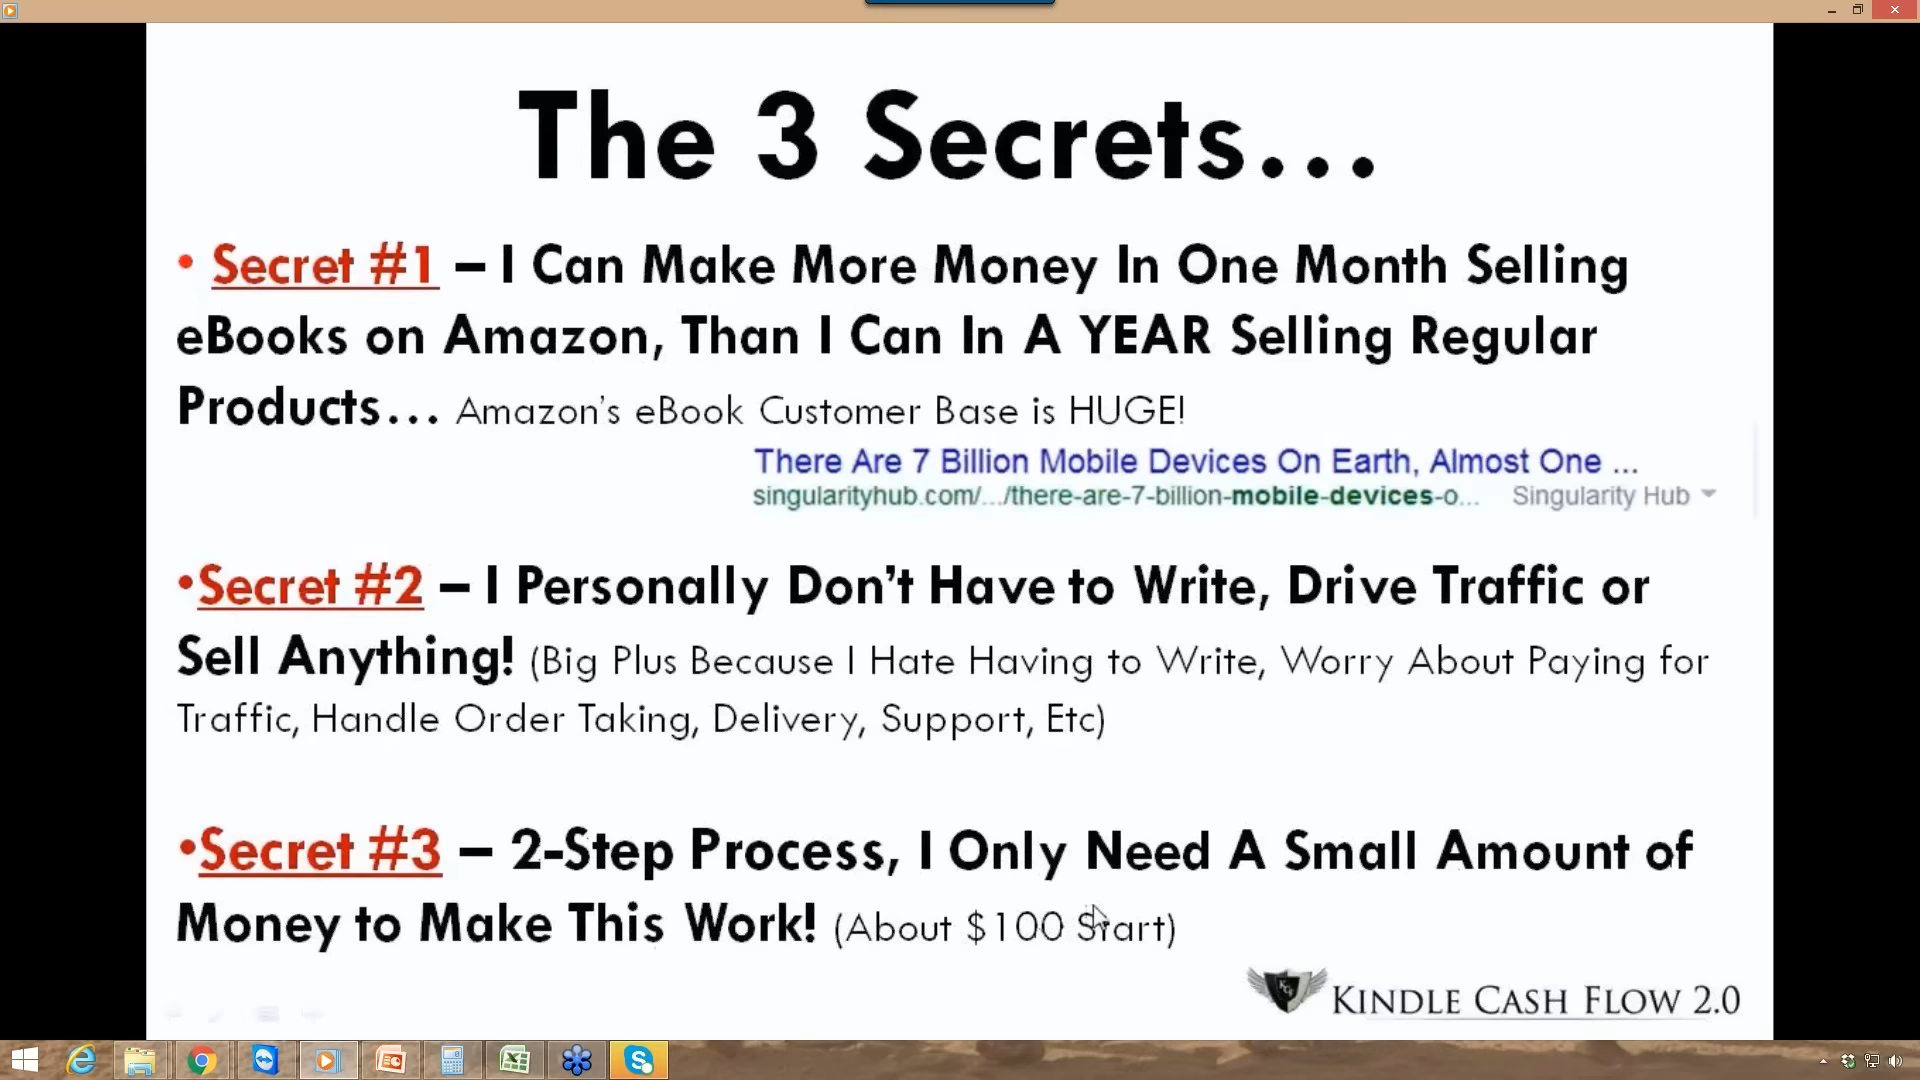 The 3 Secrets...
• Secret #1 – I Can Make More Money In One Month Selling
eBooks on Amazon, Than I Can In A YEAR Selling Regular
Products... Amazon's eBook Customer Base is HUGE!
There Are 7 Billion Mobile Devices On Earth, Almost One ...
singularityhub.com/.../there-are-7-billion-mobile-devices-o... Singularity Hub
•Secret #2 – I Personally Don't Have to Write, Drive Traffic or
Sell Anything! (Big Plus Because I Hate Having to Write, Worry About Paying for
Traffic, Handle Order Taking, Delivery, Support, Etc)
•Secret #3 – 2-Step Process, I Only Need A Small Amount of
Money to Make This Work! (About $100 Start)
KCF
KINDLE CASH FLOW 2.0